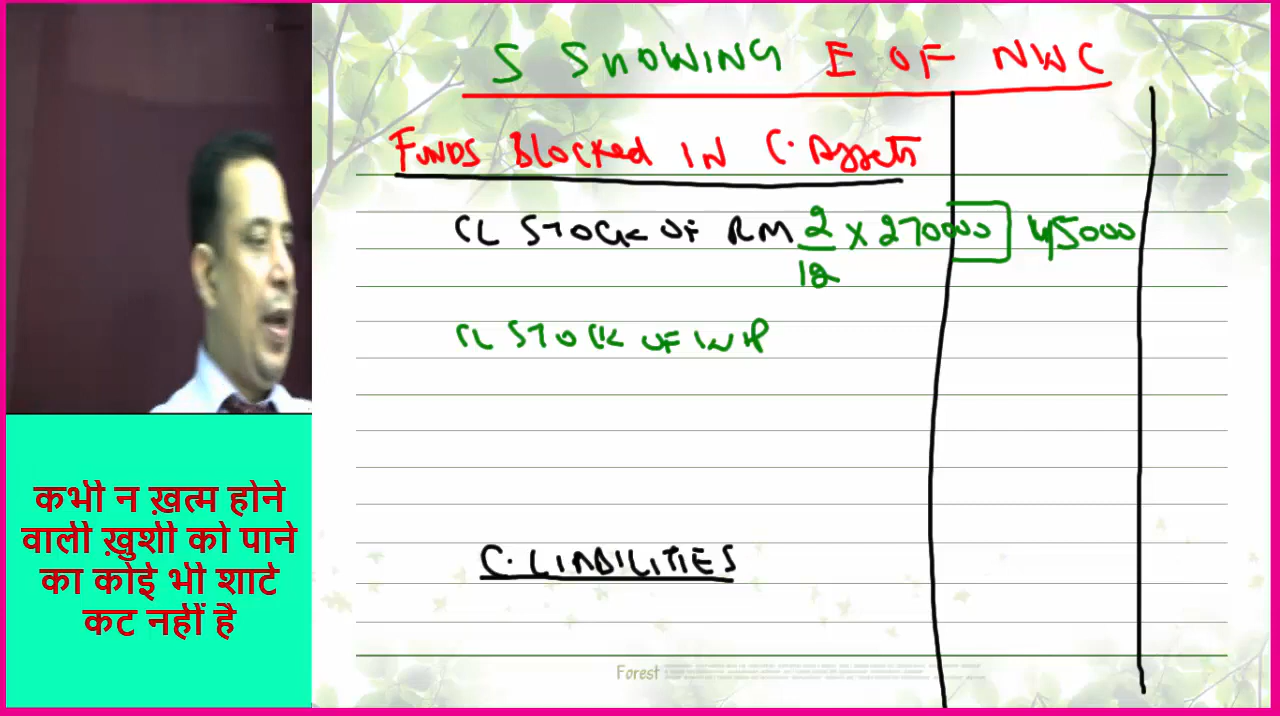 S SHOWING E OF NWC
FUNDS Blocked IN C. Assets
CL STOCK OF RM 2/12 × 270000 45000
CL STOCK OF WIP
C. LIABILITIES
Forest
कभी न ख़त्म होने
वाली ख़ुशी को पाने
का कोई भी शार्ट
कट नहीं है